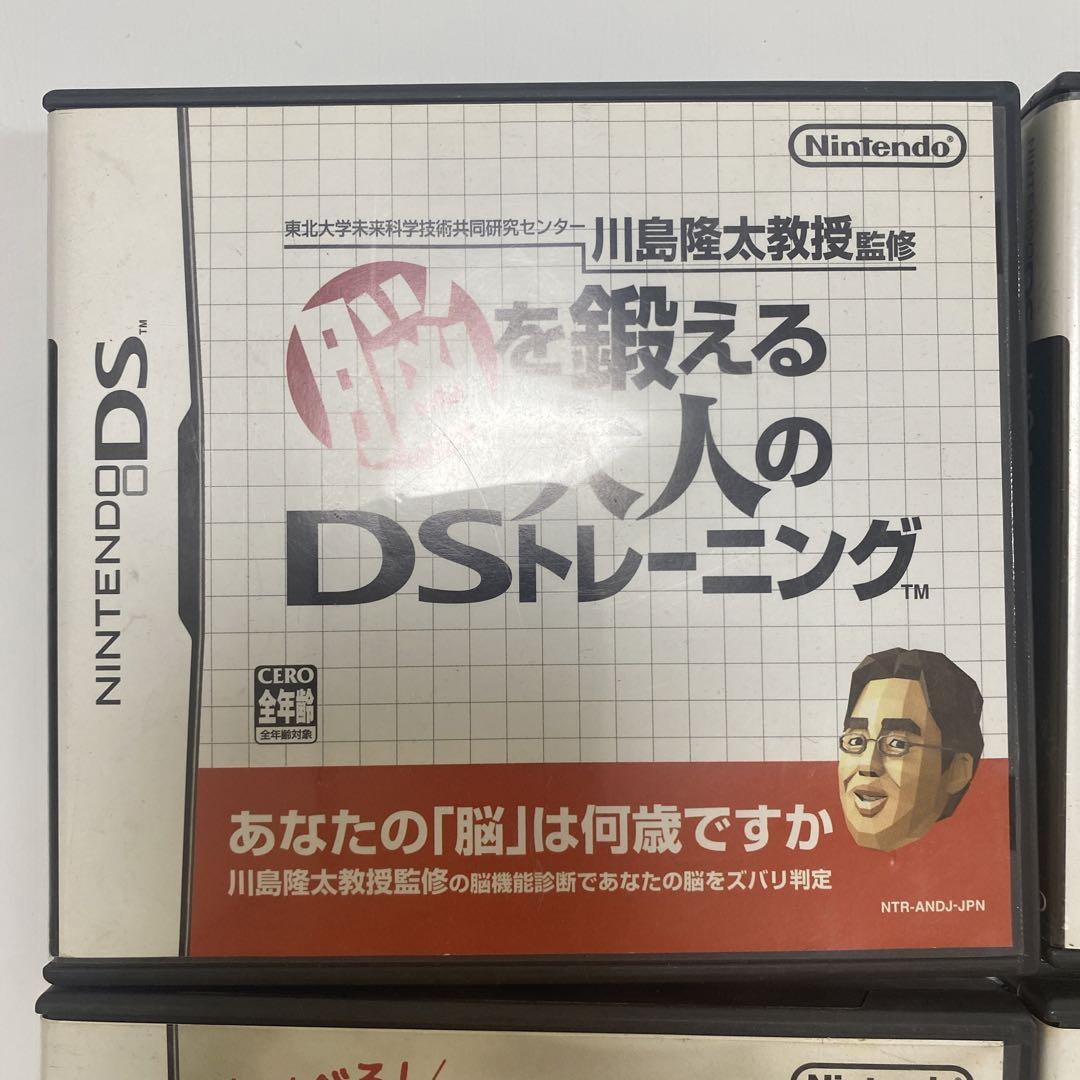 Nintendo®
東北大学未来科学技術共同研究センター 川島隆太教授監修
脳を鍛える
大人の
DSトレーニング™
NINTENDO DS™
CERO
全年齢
全年齢対象
あなたの「脳」は何歳ですか
川島隆太教授監修の脳機能診断であなたの脳をズバリ判定
NTR-ANDJ-JPN
Nintendo